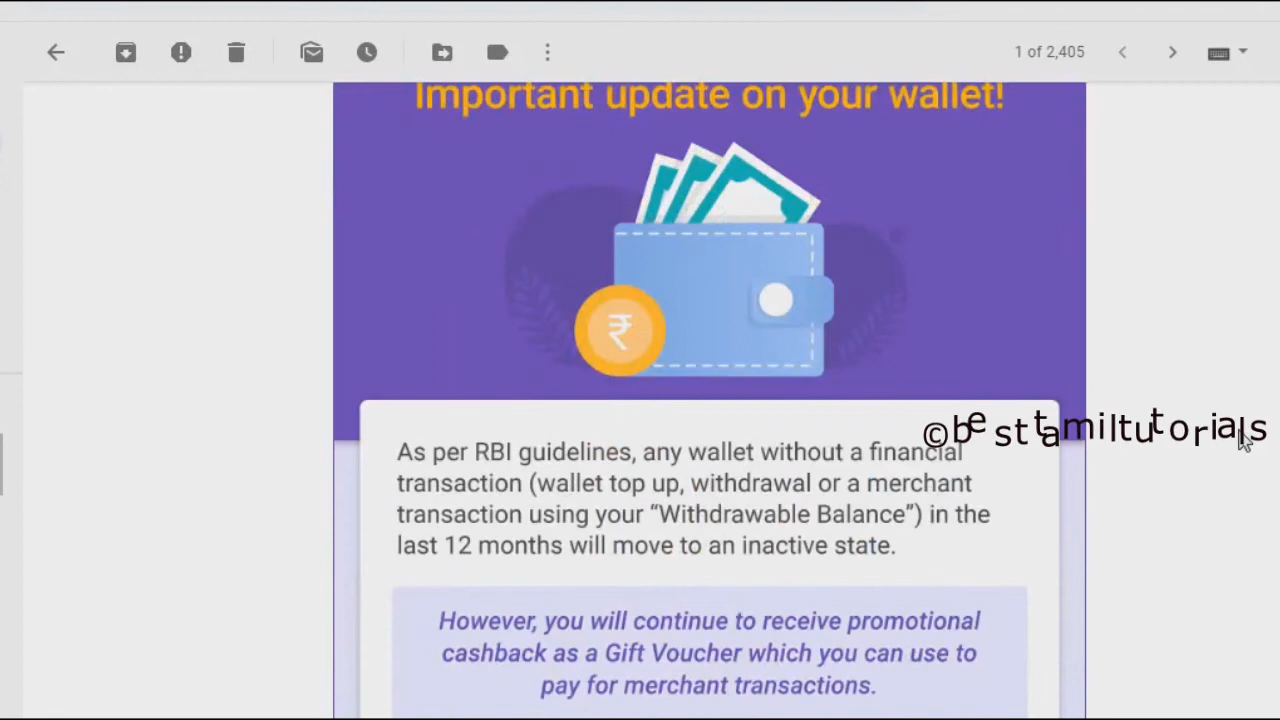 1 of 2,405
Important update on your wallet!
₹
©besttamiltutorials
As per RBI guidelines, any wallet without a financial
transaction (wallet top up, withdrawal or a merchant
transaction using your “Withdrawable Balance”) in the
last 12 months will move to an inactive state.
However, you will continue to receive promotional
cashback as a Gift Voucher which you can use to
pay for merchant transactions.